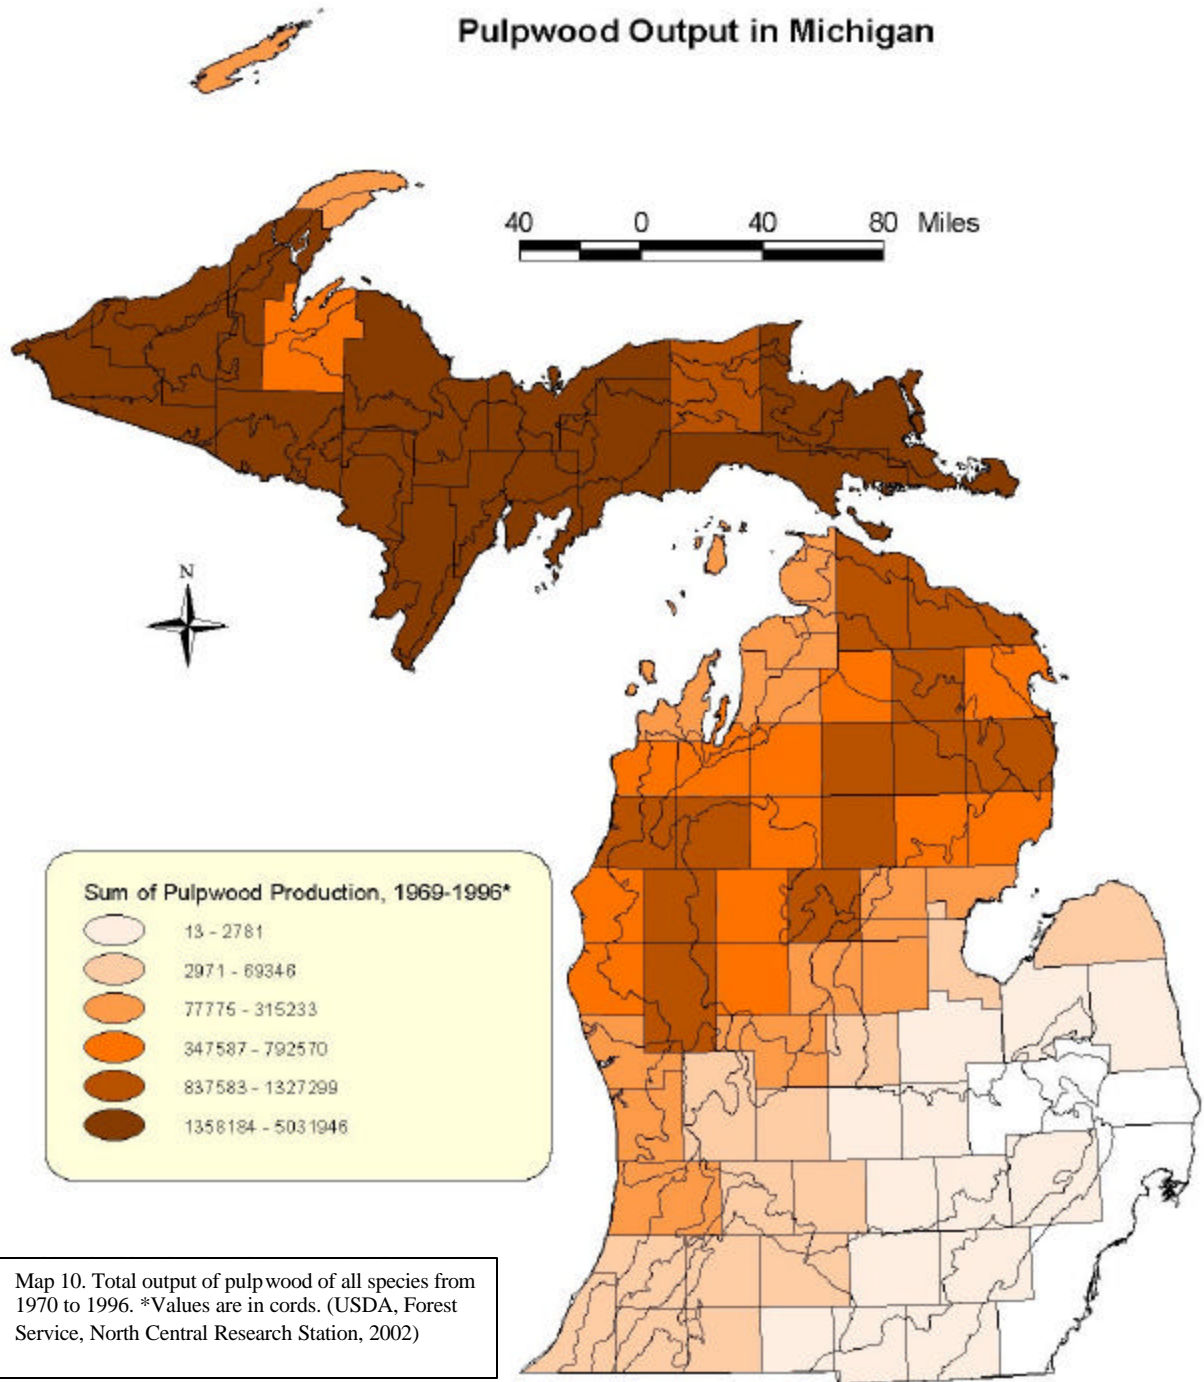 Pulpwood Output in Michigan
40 0 40 80 Miles
N
Sum of Pulpwood Production, 1969-1996*
13 - 2781
2971 - 69346
77775 - 315233
347587 - 792570
837583 - 1327299
1358184 - 5031946
Map 10. Total output of pulpwood of all species from
1970 to 1996. *Values are in cords. (USDA, Forest
Service, North Central Research Station, 2002)